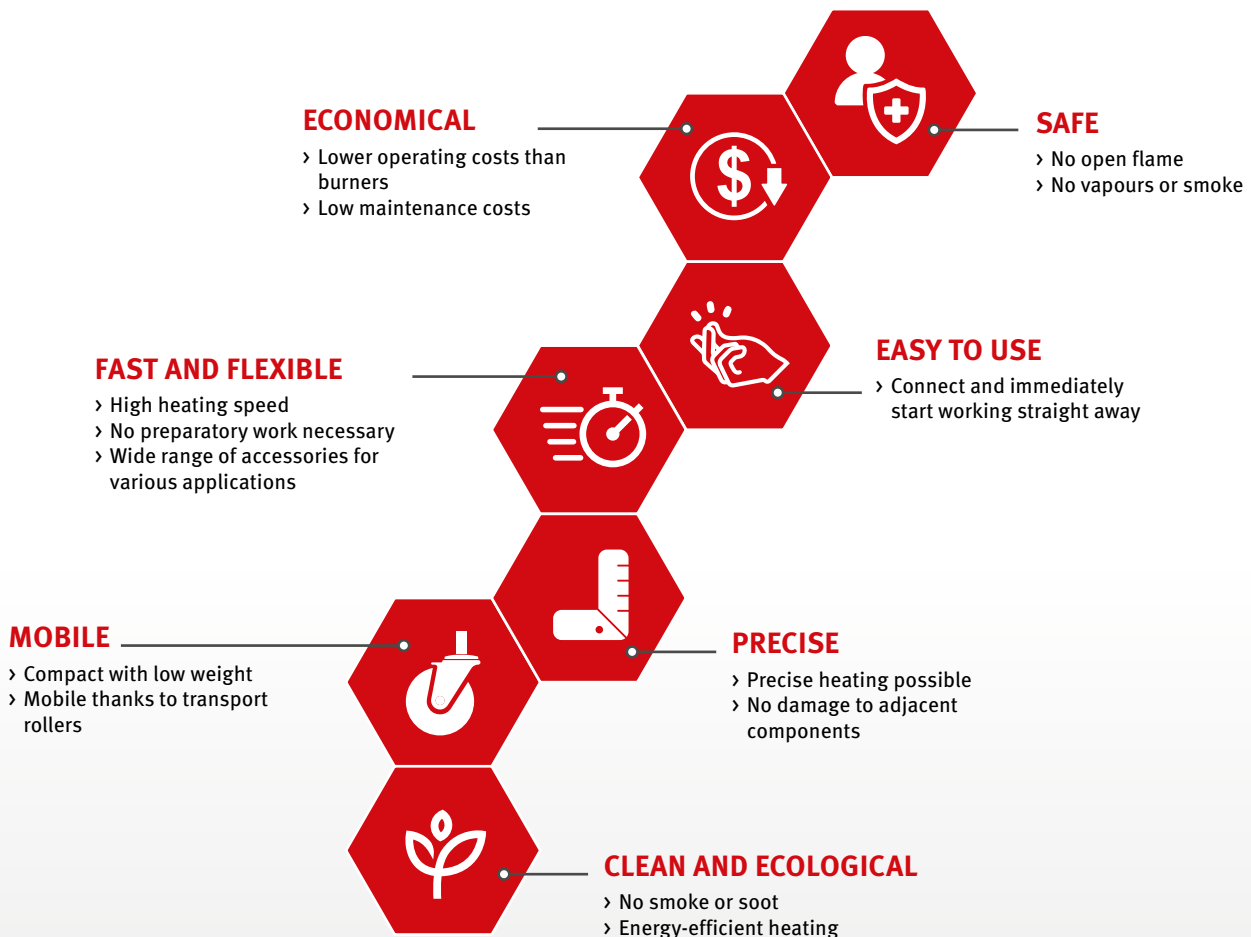 ECONOMICAL
› Lower operating costs than
burners
› Low maintenance costs
$
SAFE
› No open flame
› No vapours or smoke
FAST AND FLEXIBLE
› High heating speed
› No preparatory work necessary
› Wide range of accessories for
various applications
EASY TO USE
› Connect and immediately
start working straight away
MOBILE
› Compact with low weight
› Mobile thanks to transport
rollers
PRECISE
› Precise heating possible
› No damage to adjacent
components
CLEAN AND ECOLOGICAL
› No smoke or soot
› Energy-efficient heating